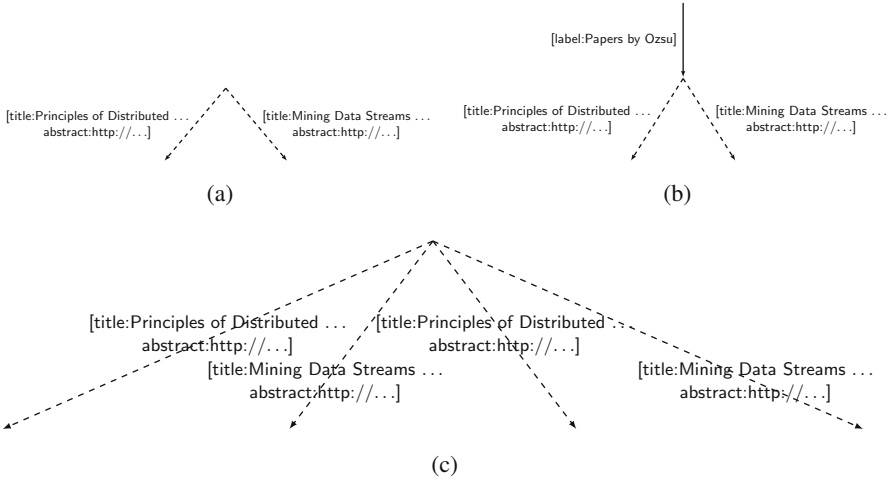 [label:Papers by Ozsu]
[title:Principles of Distributed ...
abstract:http://...]
[title:Mining Data Streams ...
abstract:http://...]
(a)
[title:Principles of Distributed ...
abstract:http://...]
[title:Mining Data Streams ...
abstract:http://...]
(b)
[title:Principles of Distributed ...
abstract:http://...]
[title:Principles of Distributed ...
abstract:http://...]
[title:Mining Data Streams ...
abstract:http://...]
[title:Mining Data Streams ...
abstract:http://...]
(c)